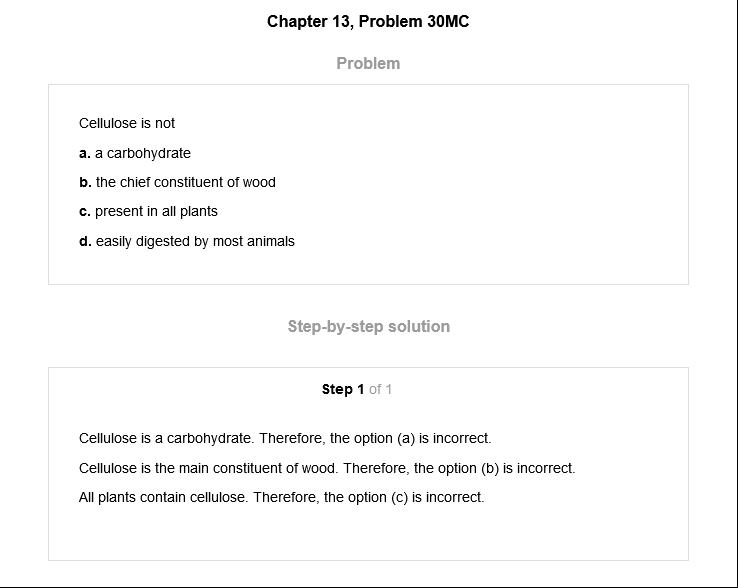 Chapter 13, Problem 30MC
Problem
Cellulose is not
a. a carbohydrate
b. the chief constituent of wood
c. present in all plants
d. easily digested by most animals
Step-by-step solution
Step 1 of 1
Cellulose is a carbohydrate. Therefore, the option (a) is incorrect.
Cellulose is the main constituent of wood. Therefore, the option (b) is incorrect.
All plants contain cellulose. Therefore, the option (c) is incorrect.